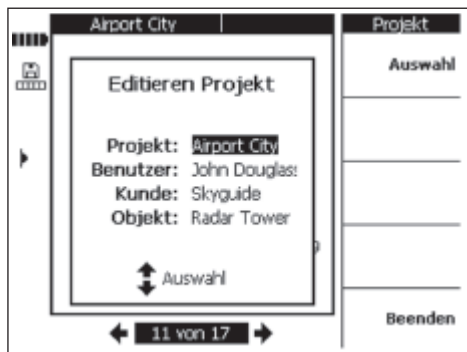 Airport City
Projekt
Auswahl
Editieren Projekt
Projekt: Airport City
Benutzer: John Douglas
Kunde: Skyguide
Objekt: Radar Tower
Auswahl
11 von 17
Beenden